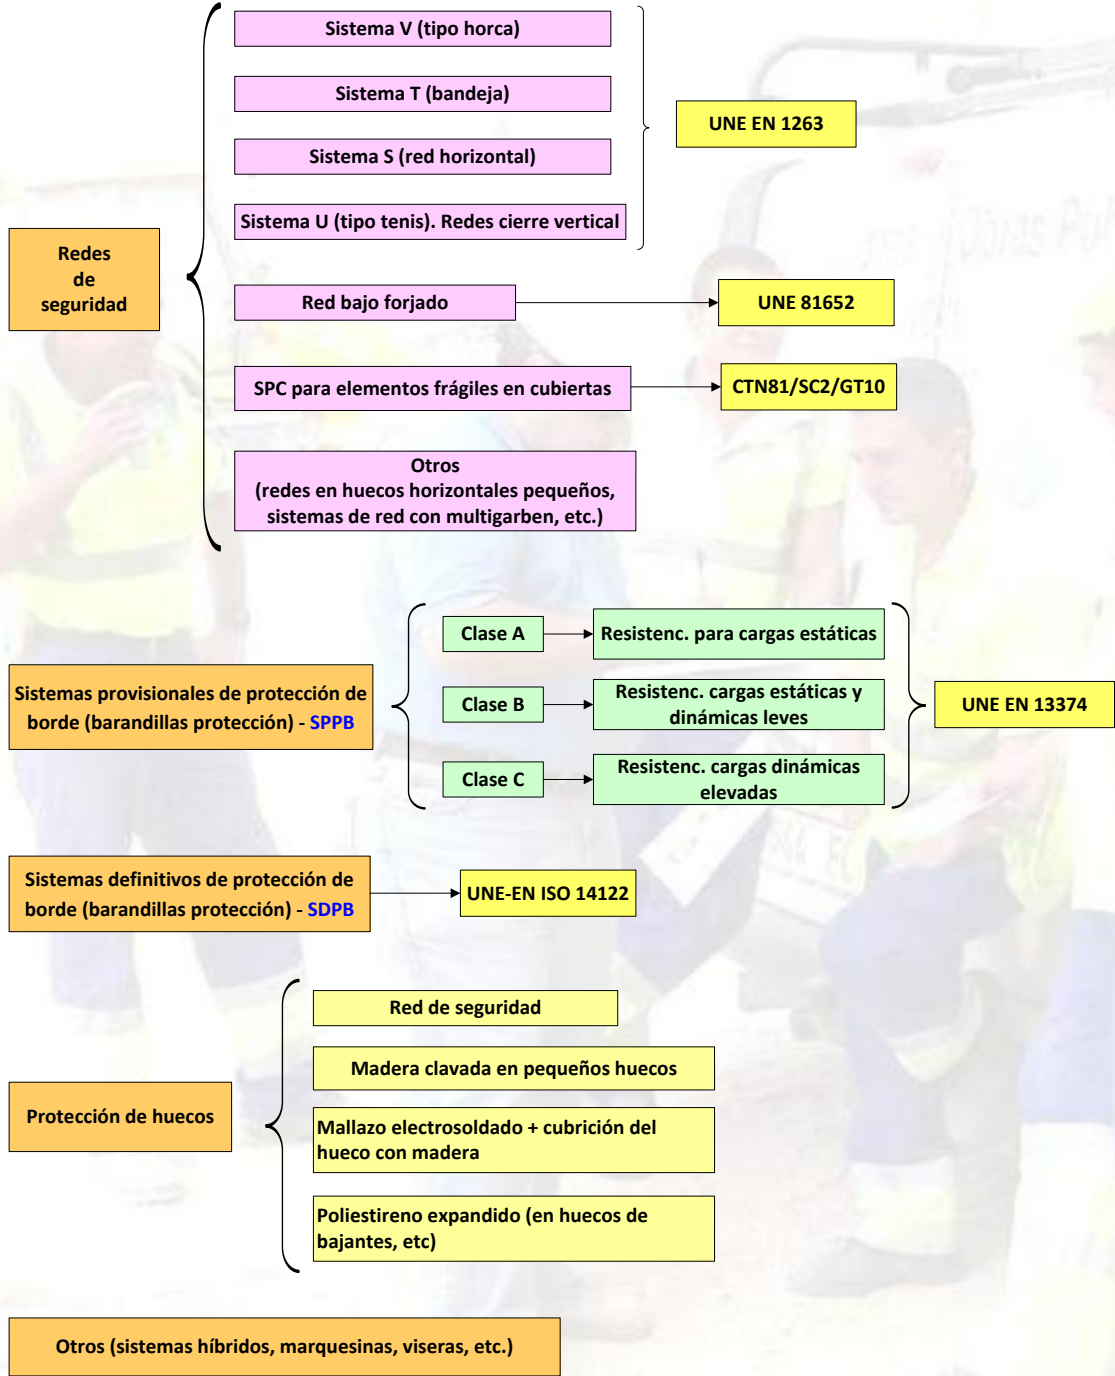 Sistema V (tipo horca)
Sistema T (bandeja)
UNE EN 1263
Sistema S (red horizontal)
Sistema U (tipo tenis). Redes cierre vertical
Redes
de
seguridad
Red bajo forjado
UNE 81652
SPC para elementos frágiles en cubiertas
CTN81/SC2/GT10
Otros
(redes en huecos horizontales pequeños,
sistemas de red con multigarben, etc.)
Sistemas provisionales de protección de
borde (barandillas protección) - SPPB
Clase A
Resistenc. para cargas estáticas
Clase B
Resistenc. cargas estáticas y
dinámicas leves
Clase C
Resistenc. cargas dinámicas
elevadas
UNE EN 13374
Sistemas definitivos de protección de
borde (barandillas protección) - SDPB
UNE-EN ISO 14122
Protección de huecos
Red de seguridad
Madera clavada en pequeños huecos
Mallazo electrosoldado + cubrición del
hueco con madera
Poliestireno expandido (en huecos de
bajantes, etc)
Otros (sistemas híbridos, marquesinas, viseras, etc.)